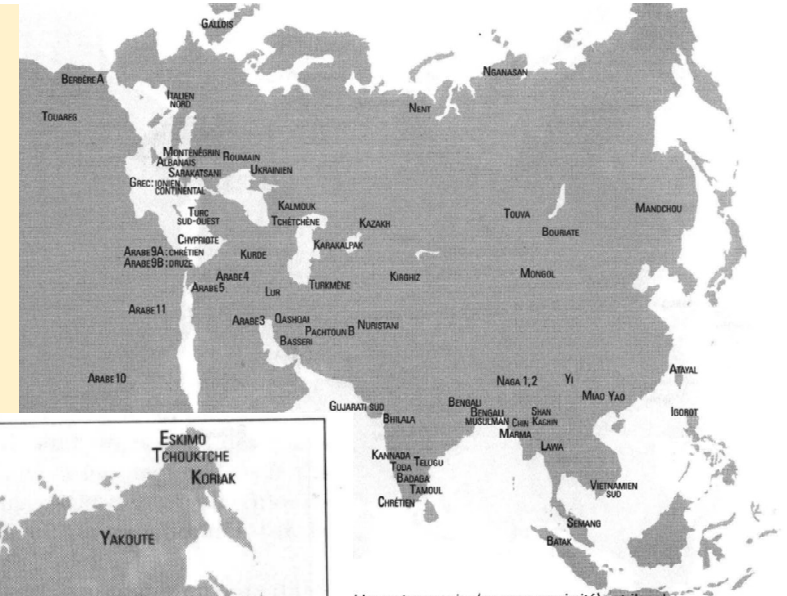 GALLOIS
BERBÈRE A
ITALIEN
NORD
TOUAREG
NGANASAN
NENT
MONTÉNÉGRIN
ALBANAIS
SARAKATSANI
ROUMAIN
UKRAINIEN
GREC: IONIEN
CONTINENTAL
TURC
SUD-OUEST
CHYPRIOTE
KALMOUK
TCHÉTCHÈNE
KAZAKH
KARAKALPAK
TOUVA
BOURIATE
MANDCHOU
ARABE 9A: CHRÉTIEN
ARABE 9B: DRUZE
KURDE
ARABE 4
ARABE 5
LUR
TURKMÈNE
KIRGHIZ
MONGOL
ARABE 11
ARABE 3
QASHQAI
PACHTOUN B
NURISTANI
BASSERI
ARABE 10
NAGA 1,2
YI
MIAO YAO
ATAYAL
IGOROT
GUJARATI SUD
BHILALA
BENGALI
BENGALI
MUSULMAN
CHIN
SHAN
KACHIN
MARMA
LAWA
KANNADA
TODA
TELUGU
BADAGA
TAMOUL
CHRÉTIEN
VIETNAMIEN
SUD
SEMANG
BATAK
ESKIMO
TCHOUKTCHE
KORIAK
YAKOUTE